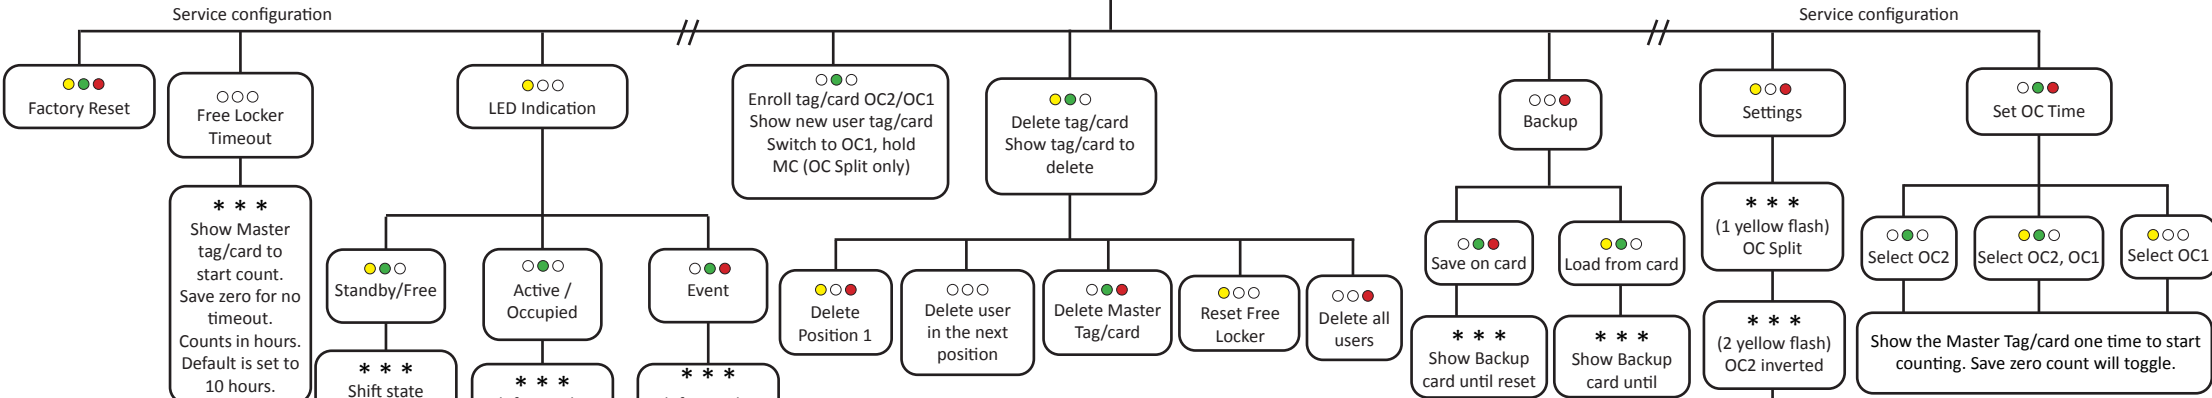 Service configuration
Service configuration
Factory Reset
Free Locker
Timeout
LED Indication
Enroll tag/card OC2/OC1
Show new user tag/card
Switch to OC1, hold
MC (OC Split only)
Delete tag/card
Show tag/card to
delete
Backup
Settings
Set OC Time
* * *
Show Master
tag/card to
start count.
Save zero for no
timeout.
Counts in hours.
Default is set to
10 hours.
Standby/Free
Active /
Occupied
Event
* * *
Shift state
* * *
* * *
Delete
Position 1
Delete user
in the next
position
Delete Master
Tag/card
Reset Free
Locker
Delete all
users
Save on card
Load from card
* * *
Show Backup
card until reset
* * *
Show Backup
card until
* * *
(1 yellow flash)
OC Split
* * *
(2 yellow flash)
OC2 inverted
Select OC2
Select OC2, OC1
Select OC1
Show the Master Tag/card one time to start
counting. Save zero count will toggle.